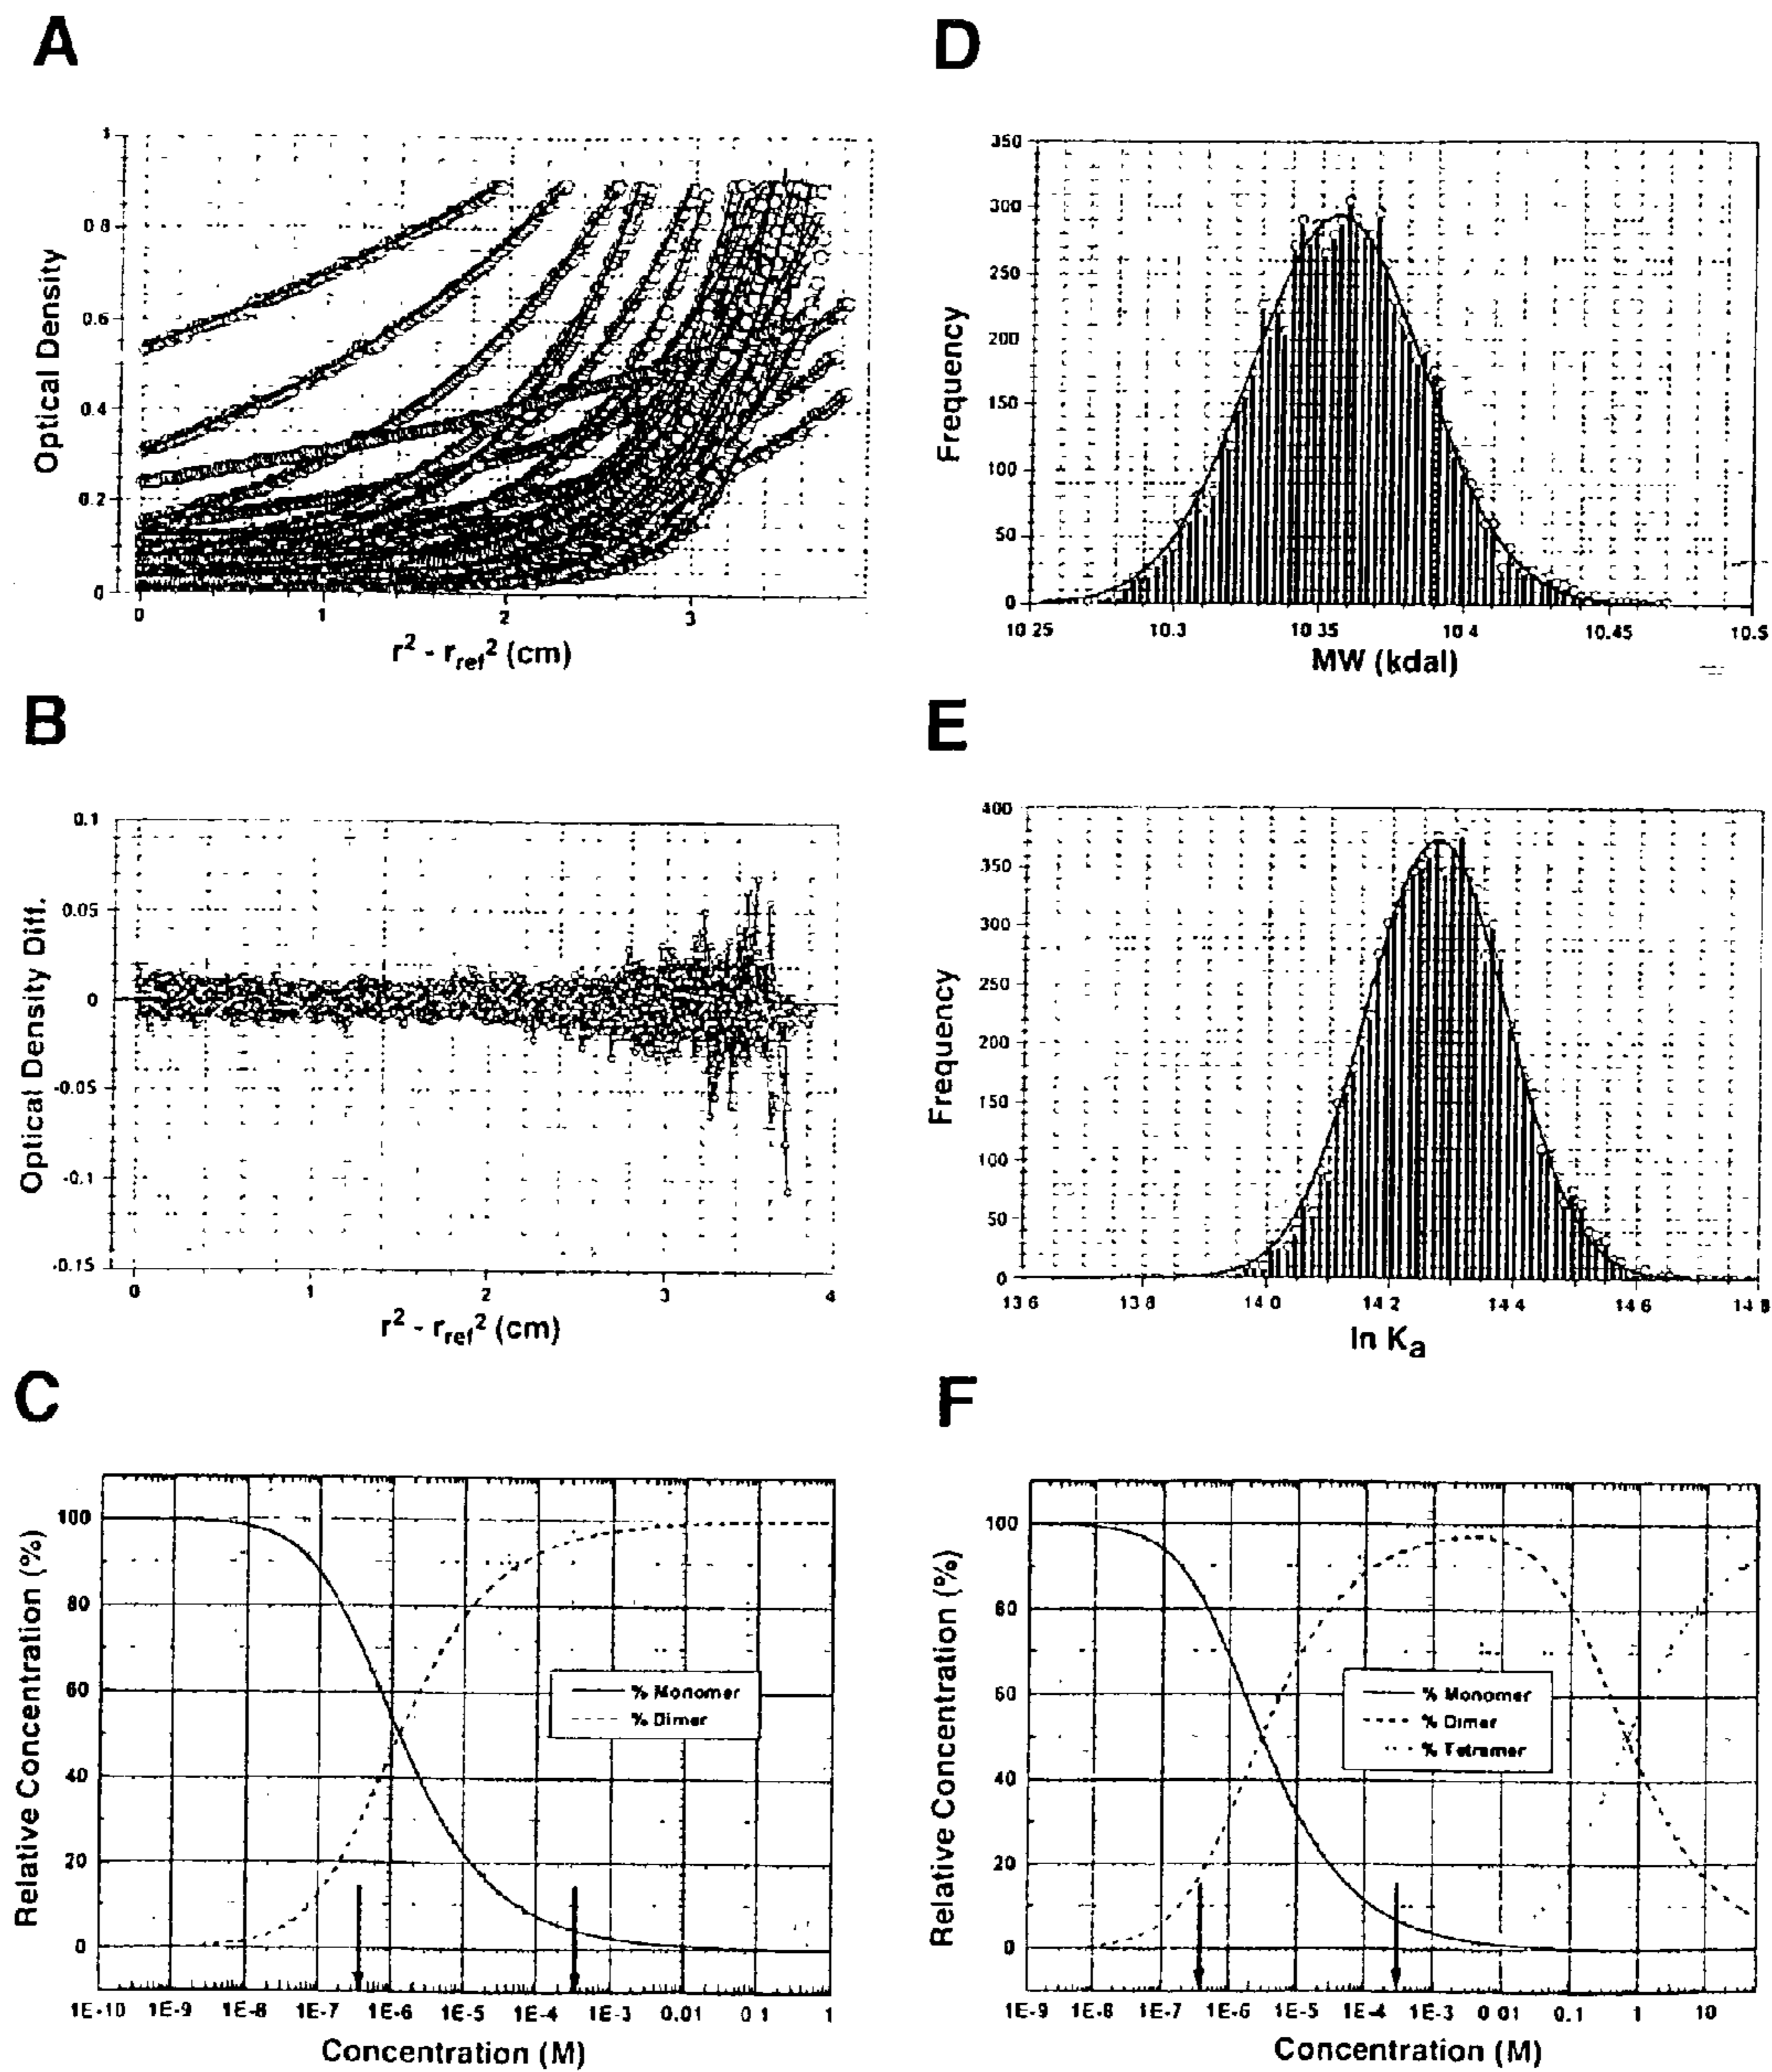 A
1
0.8
0.6
0.4
0.2
0
0 1 2 3
Optical Density
r² - r_ref² (cm)
D
350
300
250
200
150
100
50
0
10.25 10.3 10.35 10.4 10.45 10.5
Frequency
MW (kdal)
B
0.1
0.05
0
-0.05
-0.1
-0.15
0 1 2 3 4
Optical Density Diff.
r² - r_ref² (cm)
E
400
350
300
250
200
150
100
50
0
13.6 13.8 14.0 14.2 14.4 14.6 14.8
Frequency
ln Kₐ
C
100
80
60
40
20
0
% Monomer
% Dimer
1E-10 1E-9 1E-8 1E-7 1E-6 1E-5 1E-4 1E-3 0.01 0.1 1
Relative Concentration (%)
Concentration (M)
F
100
80
60
40
20
0
% Monomer
% Dimer
% Tetramer
1E-9 1E-8 1E-7 1E-6 1E-5 1E-4 1E-3 0.01 0.1 1 10
Relative Concentration (%)
Concentration (M)